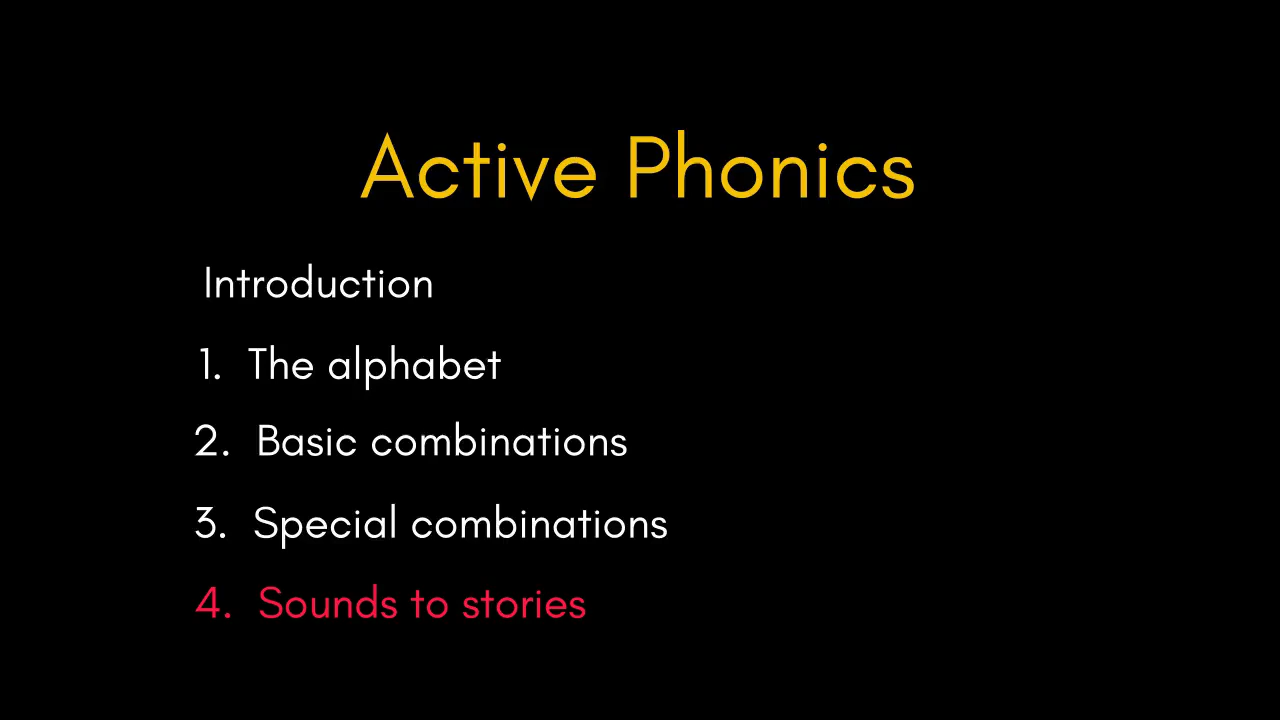 Active Phonics
Introduction
1. The alphabet
2. Basic combinations
3. Special combinations
4. Sounds to stories